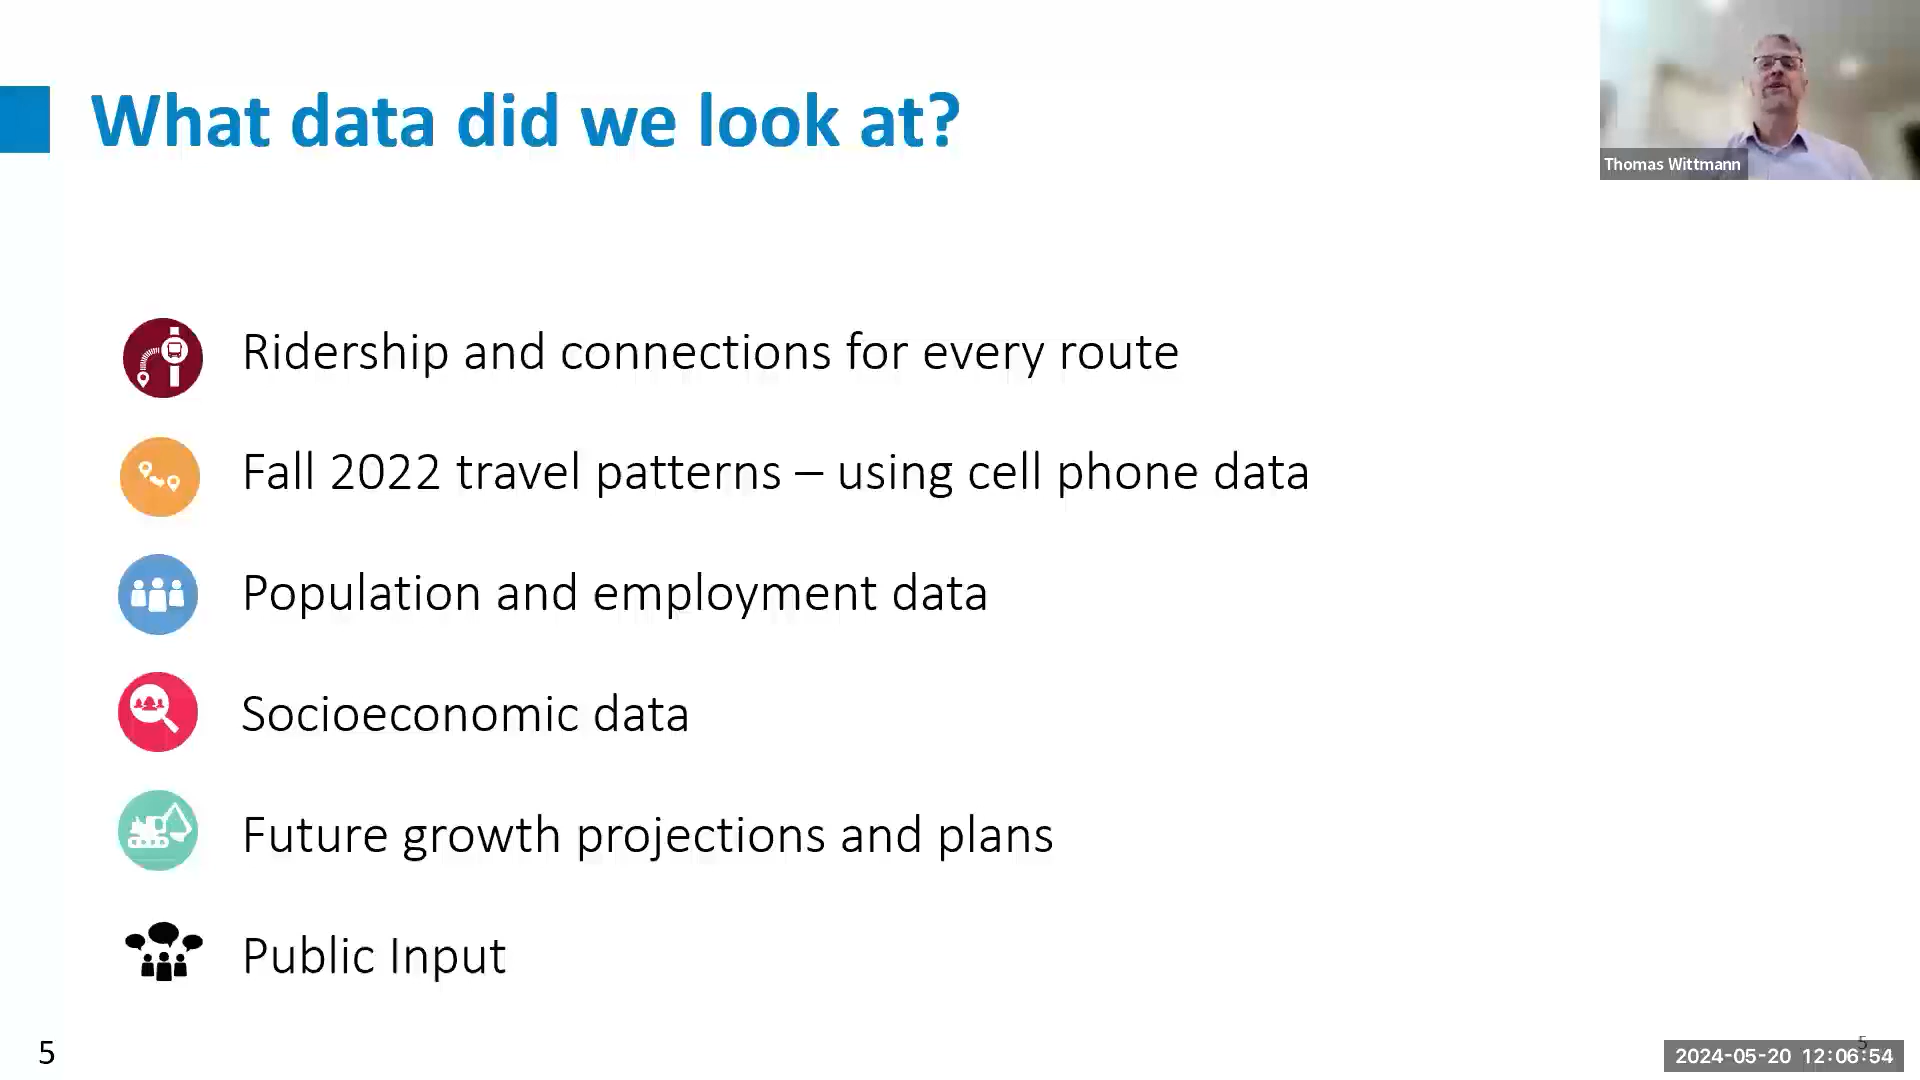 What data did we look at?
Thomas Wittmann
Ridership and connections for every route
Fall 2022 travel patterns – using cell phone data
Population and employment data
Socioeconomic data
Future growth projections and plans
Public Input
5
5
2024-05-20 12:06:54